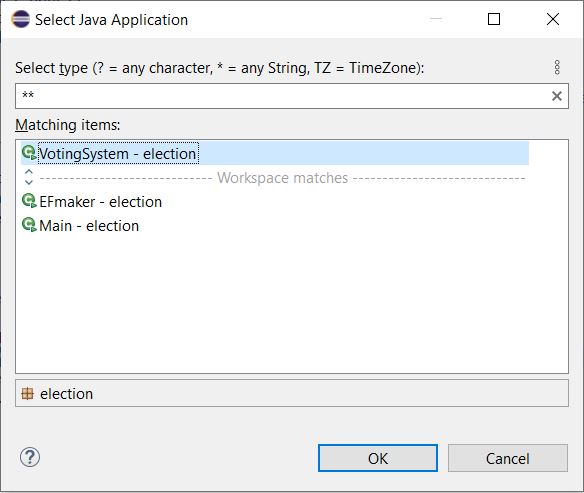 Select Java Application
Select type (? = any character, * = any String, TZ = TimeZone):
**
Matching items:
VotingSystem - election
Workspace matches
EFmaker - election
Main - election
election
OK
Cancel